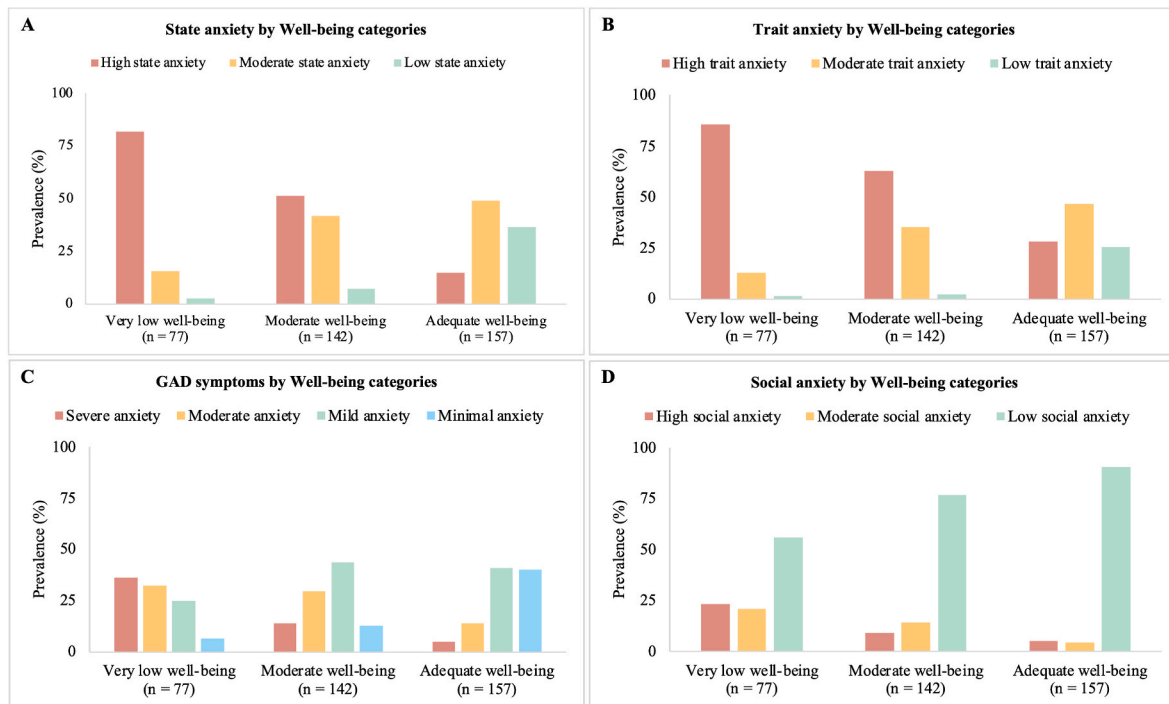 A
State anxiety by Well-being categories
High state anxiety Moderate state anxiety Low state anxiety
Prevalence (%)
100
75
50
25
0
Very low well-being Moderate well-being Adequate well-being
(n = 77) (n = 142) (n = 157)
B
Trait anxiety by Well-being categories
High trait anxiety Moderate trait anxiety Low trait anxiety
Prevalence (%)
100
75
50
25
0
Very low well-being Moderate well-being Adequate well-being
(n = 77) (n = 142) (n = 157)
C
GAD symptoms by Well-being categories
Severe anxiety Moderate anxiety Mild anxiety Minimal anxiety
Prevalence (%)
100
75
50
25
0
Very low well-being Moderate well-being Adequate well-being
(n = 77) (n = 142) (n = 157)
D
Social anxiety by Well-being categories
High social anxiety Moderate social anxiety Low social anxiety
Prevalence (%)
100
75
50
25
0
Very low well-being Moderate well-being Adequate well-being
(n = 77) (n = 142) (n = 157)